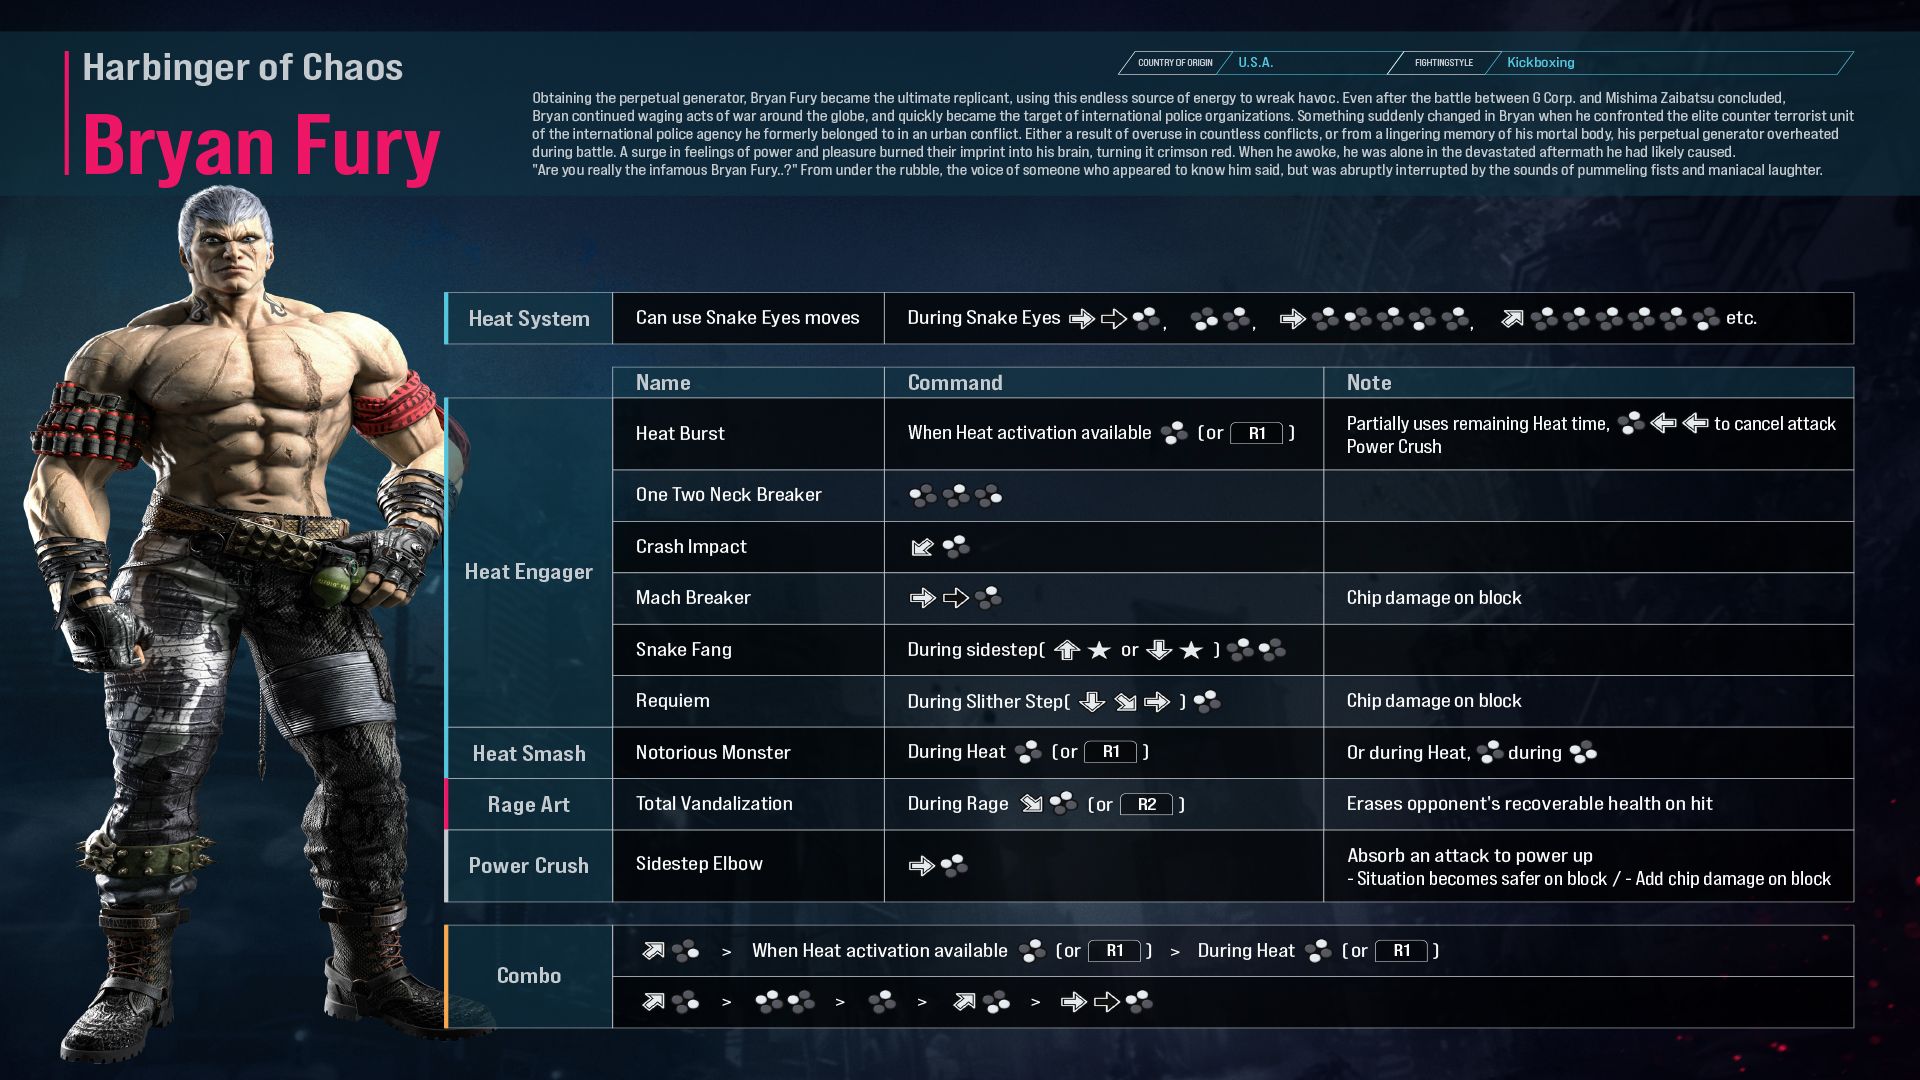 Harbinger of Chaos
Bryan Fury
COUNTRY OF ORIGIN U.S.A. FIGHTINGSTYLE Kickboxing
Obtaining the perpetual generator, Bryan Fury became the ultimate replicant, using this endless source of energy to wreak havoc. Even after the battle between G Corp. and Mishima Zaibatsu concluded,
Bryan continued waging acts of war around the globe, and quickly became the target of international police organizations. Something suddenly changed in Bryan when he confronted the elite counter terrorist unit
of the international police agency he formerly belonged to in an urban conflict. Either a result of overuse in countless conflicts, or from a lingering memory of his mortal body, his perpetual generator overheated
during battle. A surge in feelings of power and pleasure burned their imprint into his brain, turning it crimson red. When he awoke, he was alone in the devastated aftermath he had likely caused.
"Are you really the infamous Bryan Fury..?" From under the rubble, the voice of someone who appeared to know him said, but was abruptly interrupted by the sounds of pummeling fists and maniacal laughter.
Heat System Can use Snake Eyes moves During Snake Eyes , , , etc.
Name Command Note
Heat Engager
Heat Burst When Heat activation available (or R1 ) Partially uses remaining Heat time, to cancel attack
Power Crush
One Two Neck Breaker
Crash Impact
Mach Breaker Chip damage on block
Snake Fang During sidestep( ★ or ★ )
Requiem During Slither Step( ) Chip damage on block
Heat Smash Notorious Monster During Heat (or R1 ) Or during Heat, during
Rage Art Total Vandalization During Rage (or R2 ) Erases opponent's recoverable health on hit
Power Crush Sidestep Elbow Absorb an attack to power up
- Situation becomes safer on block / - Add chip damage on block
Combo
> When Heat activation available (or R1 ) > During Heat (or R1 )
> > > >